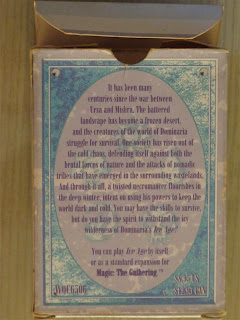 It has been many
centuries since the war between
Urza and Mishra. The battered
landscape has become a frozen desert,
and the creatures of the world of Dominaria
struggle for survival. One society has risen out of
the cold chaos, defending itself against both the
brutal forces of nature and the attacks of nomadic
tribes that have emerged in the surrounding wastelands.
And through it all, a twisted necromancer flourishes in
the deep winter, intent on using his powers to keep the
world dark and cold. You may have the skills to survive,
but do you have the spirit to withstand the icy
wilderness of Dominaria's Ice Age?
You can play Ice Age by itself
or as a standard expansion for
Magic: The Gathering.™
WOC6506